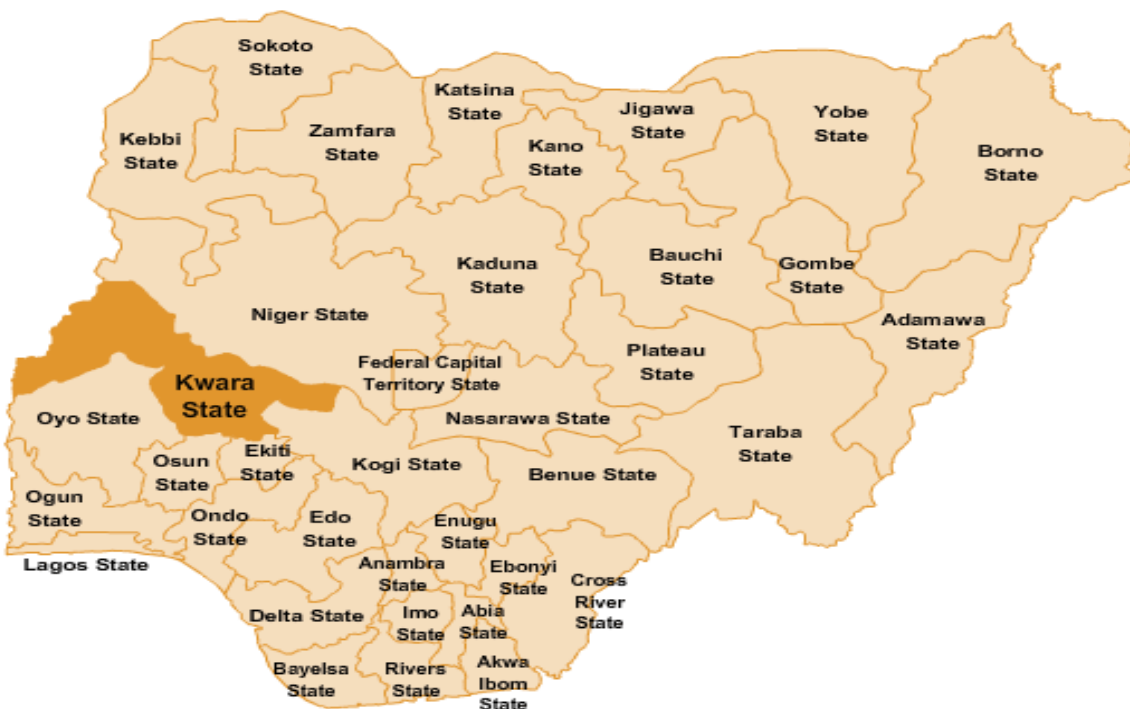 Sokoto
State
Kebbi
State
Zamfara
State
Katsina
State
Kano
State
Jigawa
State
Yobe
State
Borno
State
Niger State
Kaduna
State
Bauchi
State
Gombe
State
Adamawa
State
Kwara
State
Federal Capital
Territory State
Plateau
State
Nasarawa State
Taraba
State
Oyo State
Osun
State
Ekiti
State
Kogi State
Benue State
Ogun
State
Ondo
State
Edo
State
Enugu
State
Lagos State
Anambra
State
Ebonyi
State
Cross
River
State
Delta State
Imo
State
Abia
State
Bayelsa
State
Rivers
State
Akwa
Ibom
State